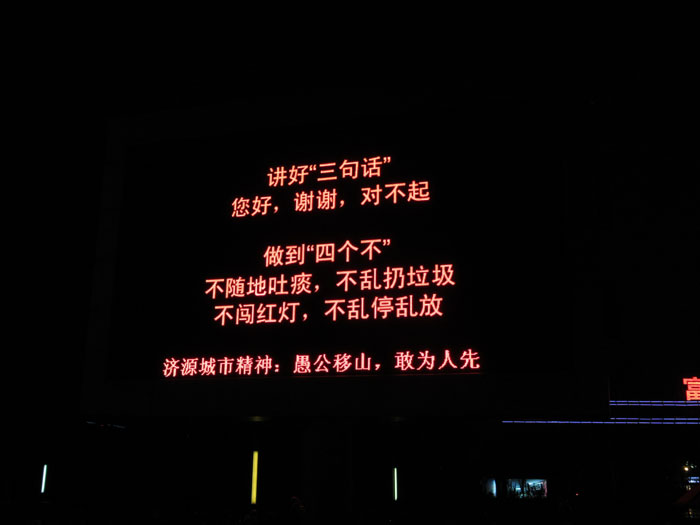 讲好“三句话”
您好，谢谢，对不起
做到“四个不”
不随地吐痰，不乱扔垃圾
不闯红灯，不乱停乱放
济源城市精神：愚公移山，敢为人先
富